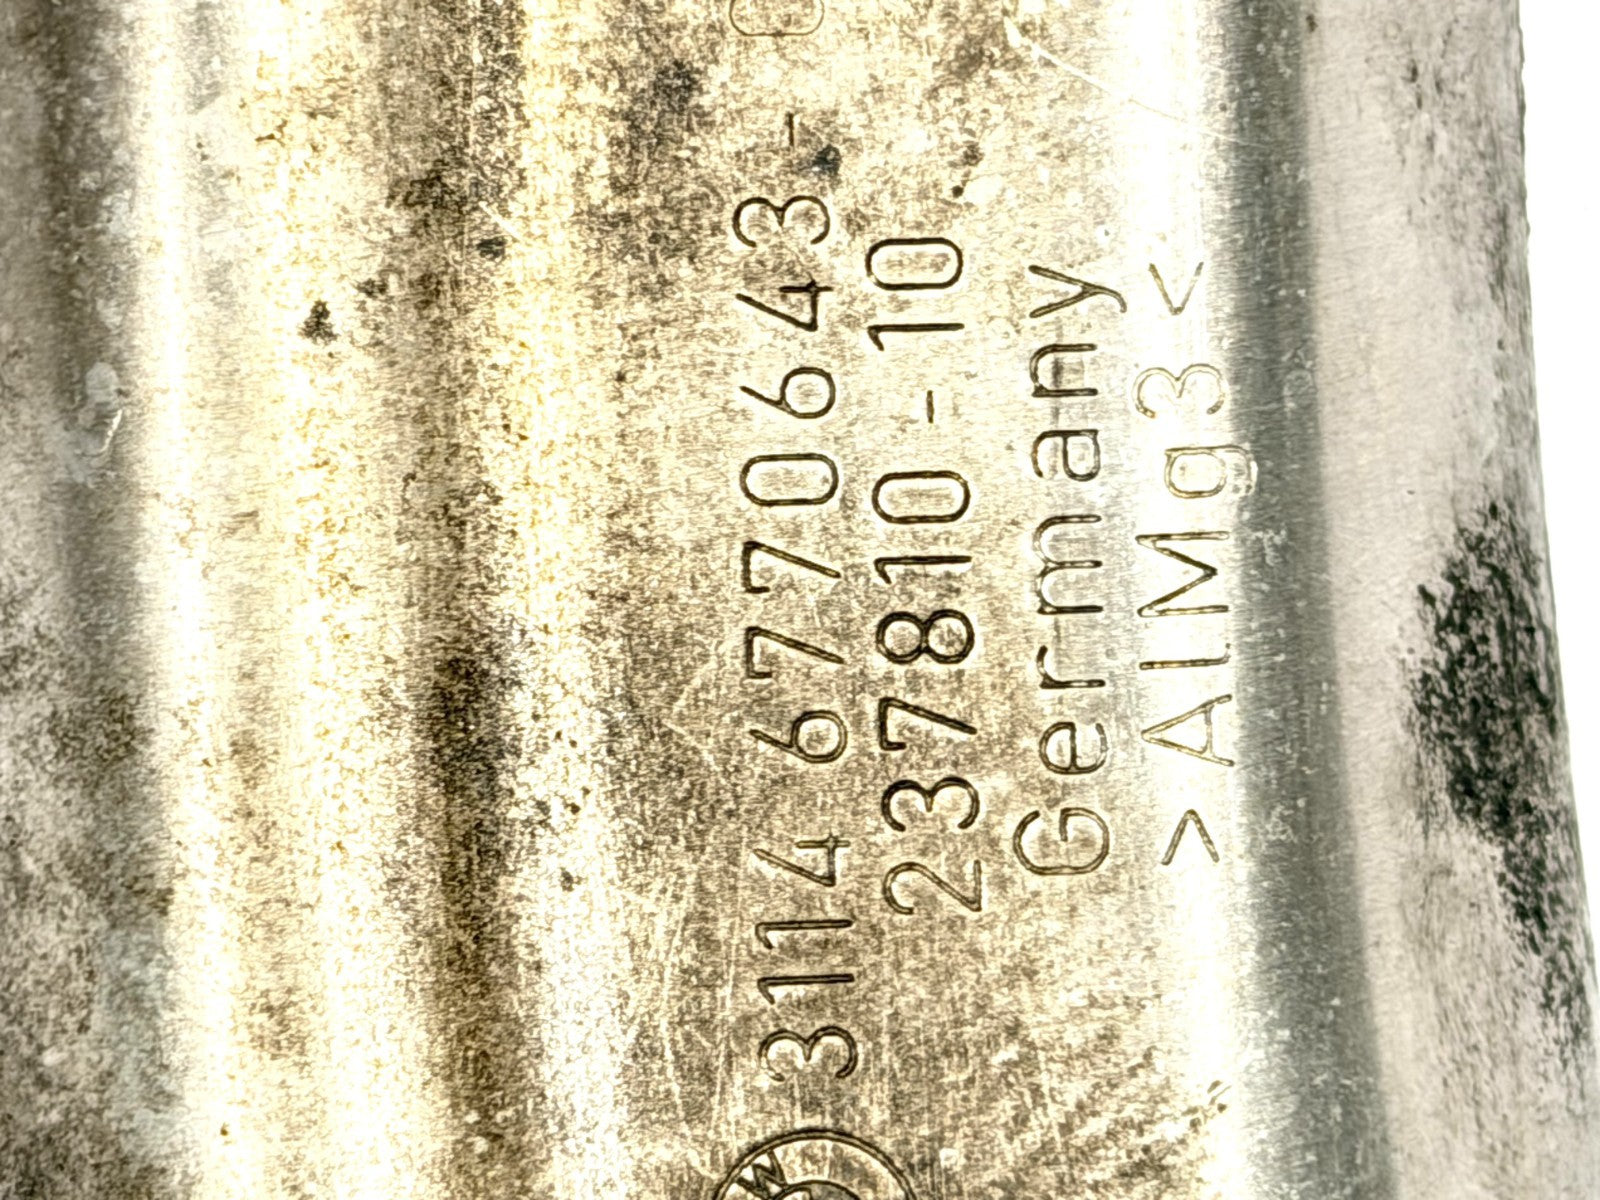 3114 6770643-
237810-10
Germany
>AlMg3<
W